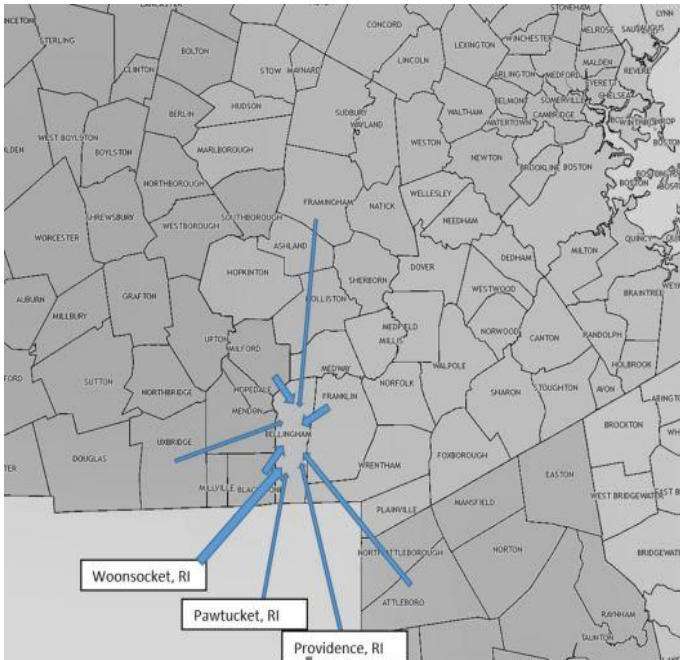 LANCASTER
CONCORD
STONEHAM
LYNN
STERLING
BOLTON
LEXINGTON
WINCHESTER
MELROSE
SAUGUS
CLINTON
STOW
MAYNARD
LINCOLN
MALDEN
ARLINGTON
MEDFORD
REVERE
HUDSON
BERLIN
SUDBURY
WAYLAND
WALTHAM
BELMONT
SOMERVILLE
CHELSEA
CAMBRIDGE
WATERTOWN
WINTHROP
WEST BOYLSTON
BOYLSTON
MARLBOROUGH
WESTON
NEWTON
BROOKLINE
BOSTON
NORTHBOROUGH
FRAMINGHAM
NATICK
WELLESLEY
BOSTON
SHREWSBURY
SOUTHBOROUGH
WESTBOROUGH
NEEDHAM
WORCESTER
ASHLAND
DEDHAM
MILTON
QUINCY
HOPKINTON
SHERBORN
DOVER
AUBURN
GRAFTON
MILLBURY
HOLLISTON
WESTWOOD
BRAINTREE
UPTON
MILFORD
MEDFIELD
MILLIS
NORWOOD
CANTON
RANDOLPH
SUTTON
NORTHBRIDGE
HOPEDALE
MEDWAY
WALPOLE
HOLBROOK
MENDON
FRANKLIN
NORFOLK
SHARON
STOUGHTON
AVON
UXBRIDGE
BELLINGHAM
BROCKTON
DOUGLAS
WRENTHAM
FOXBOROUGH
EASTON
MILLVILLE
PLAINVILLE
MANSFIELD
WEST BRIDGEWATER
NORTON
BRIDGEWATER
Woonsocket, RI
ATTLEBORO
Pawtucket, RI
RAYNHAM
TAUNTON
Providence, RI